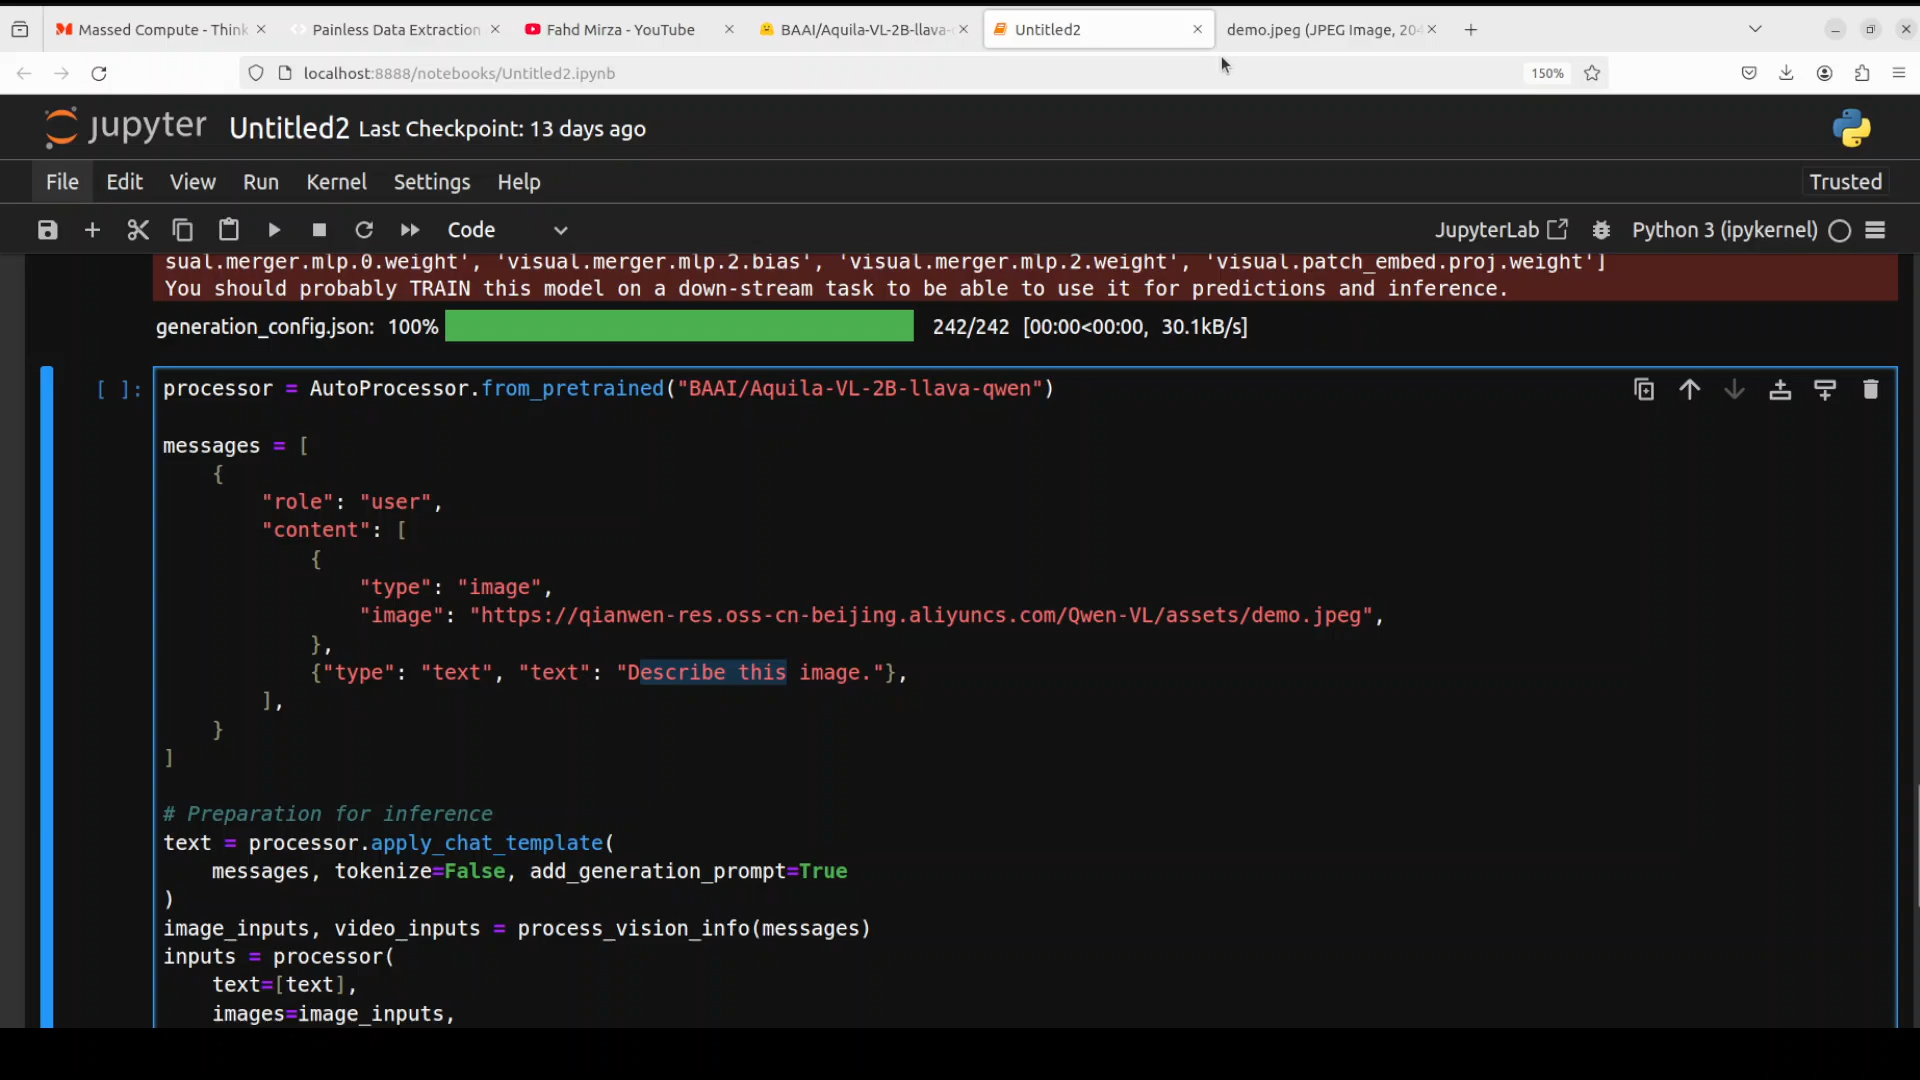 Massed Compute - Think
Painless Data Extraction
Fahd Mirza - YouTube
BAAI/Aquila-VL-2B-llava-
Untitled2
demo.jpeg (JPEG Image, 204
localhost:8888/notebooks/Untitled2.ipynb
150%
jupyter Untitled2 Last Checkpoint: 13 days ago
File Edit View Run Kernel Settings Help Trusted
Code JupyterLab Python 3 (ipykernel)
sual.merger.mlp.0.weight', 'visual.merger.mlp.2.bias', 'visual.merger.mlp.2.weight', 'visual.patch_embed.proj.weight']
You should probably TRAIN this model on a down-stream task to be able to use it for predictions and inference.
generation_config.json: 100% 242/242 [00:00<00:00, 30.1kB/s]
[ ]: processor = AutoProcessor.from_pretrained("BAAI/Aquila-VL-2B-llava-qwen")
messages = [
{
"role": "user",
"content": [
{
"type": "image",
"image": "https://qianwen-res.oss-cn-beijing.aliyuncs.com/Qwen-VL/assets/demo.jpeg",
},
{"type": "text", "text": "Describe this image."},
],
}
]
# Preparation for inference
text = processor.apply_chat_template(
messages, tokenize=False, add_generation_prompt=True
)
image_inputs, video_inputs = process_vision_info(messages)
inputs = processor(
text=[text],
images=image_inputs,